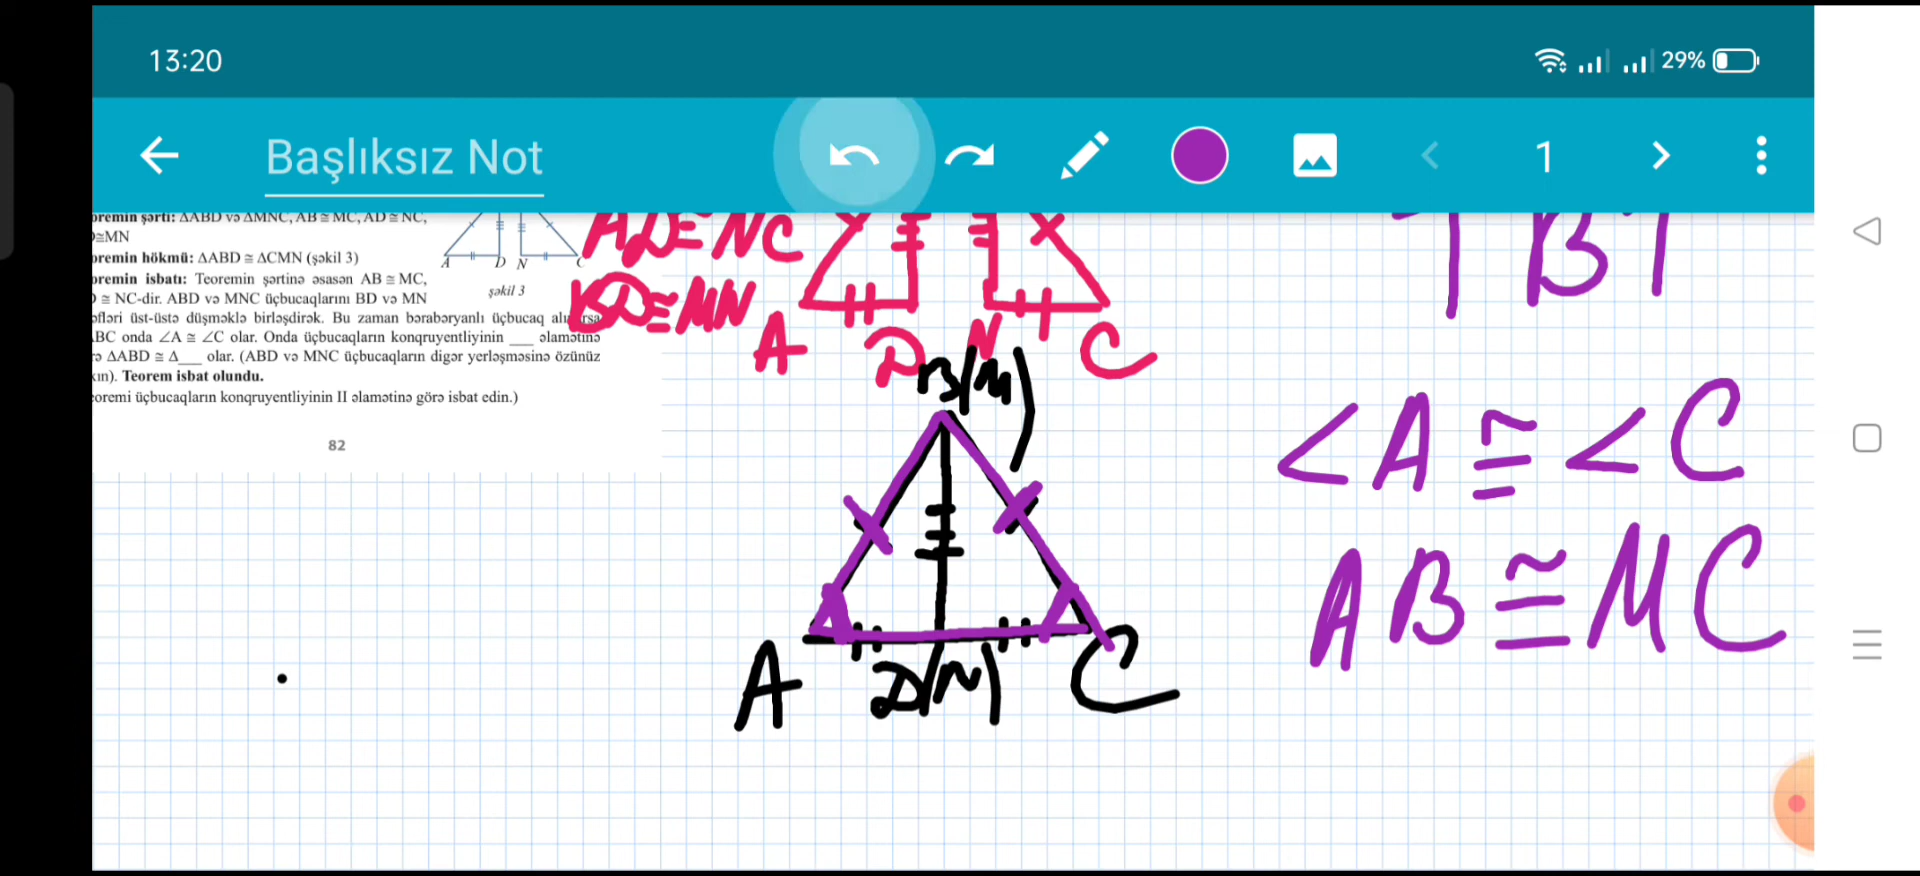 13:20
29%
Başlıksız Not
1
oremin şərti: ΔABD və ΔMNC, AB ≅ MC, AD ≅ NC,
≅MN
oremin hökmü: ΔABD ≅ ΔCMN (şəkil 3)
oremin isbatı: Teoremin şərtinə əsasən AB ≅ MC,
≅ NC-dir. ABD və MNC üçbucaqlarını BD və MN
əfləri üst-üstə düşməklə birləşdirək. Bu zaman bərabəryanlı üçbucaq alınırsa
BC onda ∠A ≅ ∠C olar. Onda üçbucaqların konqruyentliyinin ___ əlamətinə
ə ΔABD ≅ Δ___ olar. (ABD və MNC üçbucaqların digər yerləşməsinə özünüz
ın). Teorem isbat olundu.
oremi üçbucaqların konqruyentliyinin II əlamətinə görə isbat edin.)
82
A D N C
şəkil 3
AD≅NC
BD≅MN
A D N C
TBT
B(M)
A D(N) C
<A≅<C
AB≅MC